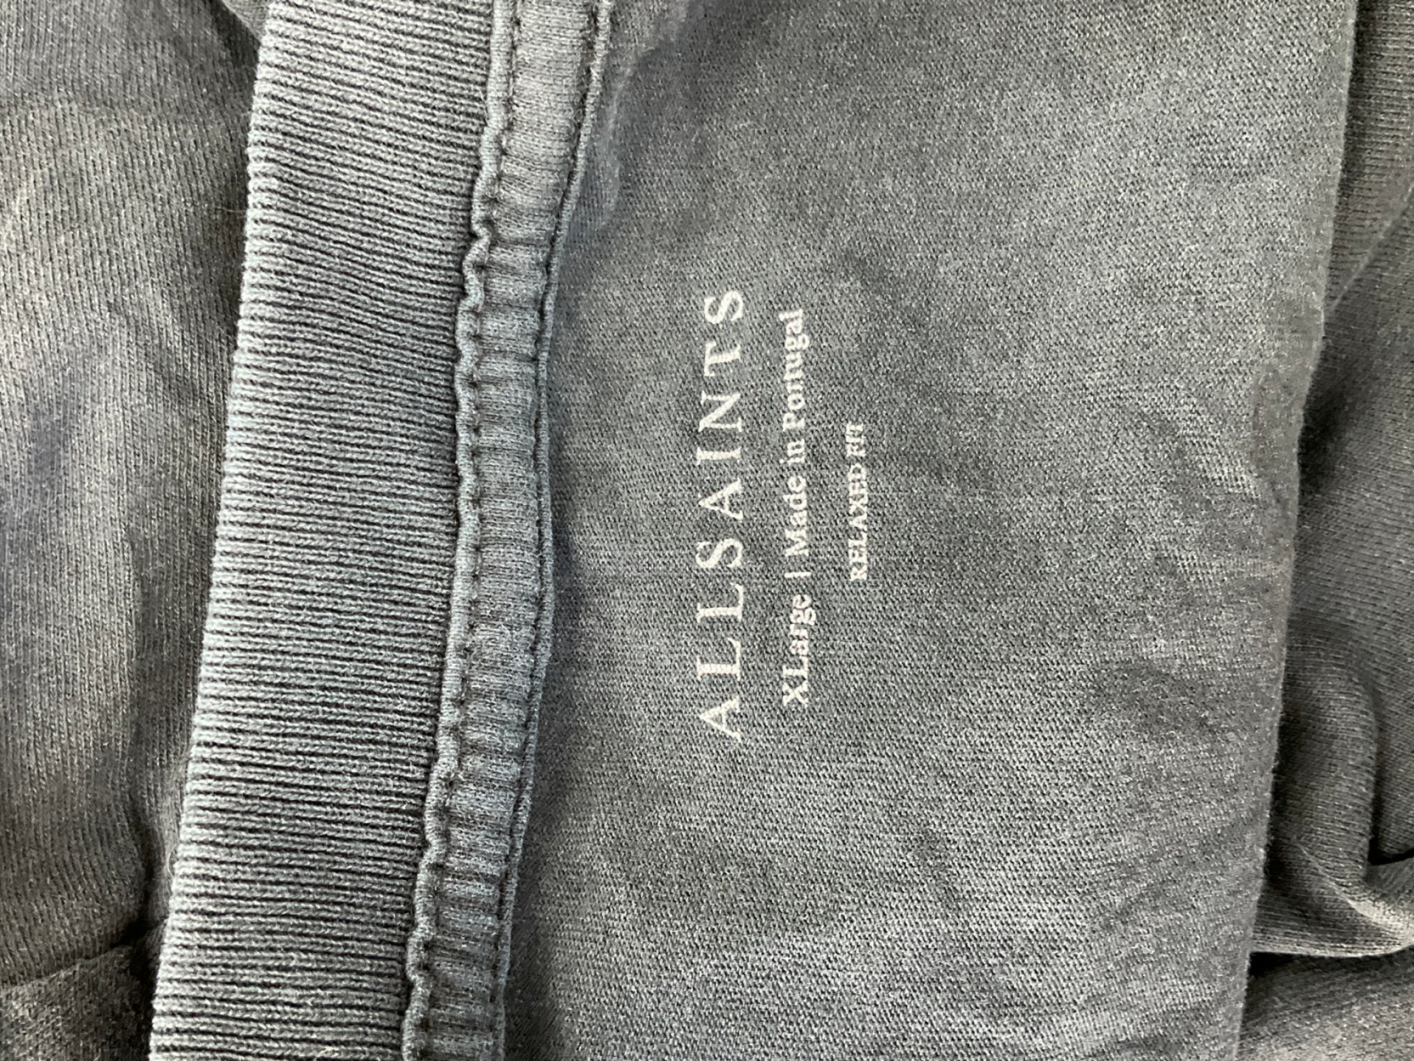 ALLSAINTS
XLarge | Made in Portugal
RELAXED FIT